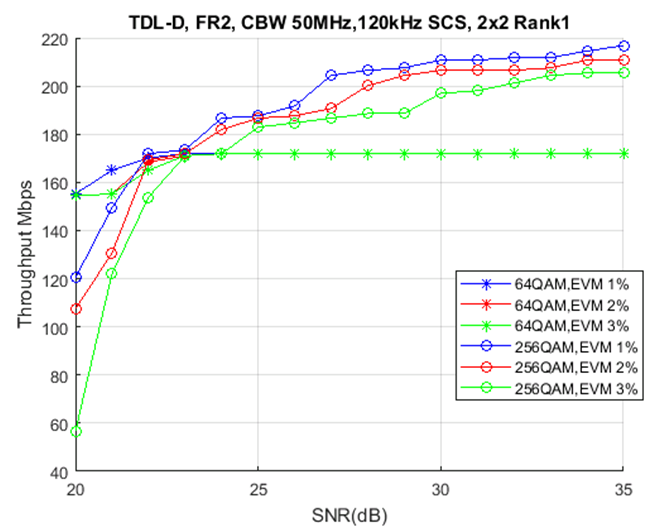 TDL-D, FR2, CBW 50MHz,120kHz SCS, 2x2 Rank1
220
200
180
160
140
120
100
80
60
40
Throughput Mbps
64QAM,EVM 1%
64QAM,EVM 2%
64QAM,EVM 3%
256QAM,EVM 1%
256QAM,EVM 2%
256QAM,EVM 3%
20
25
30
35
SNR(dB)